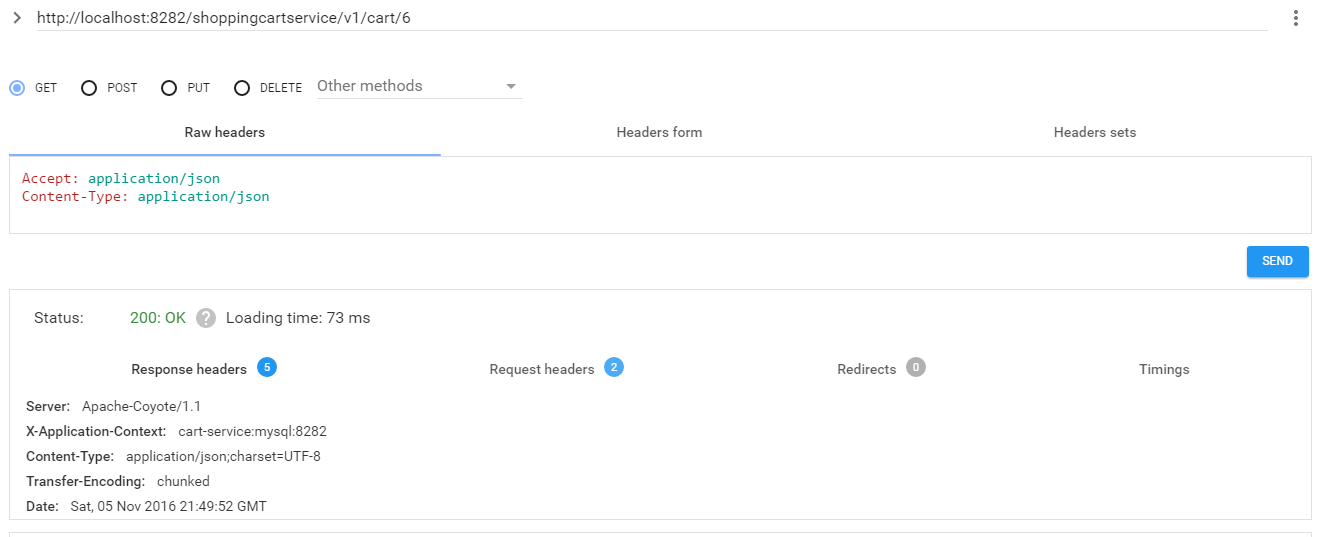 http://localhost:8282/shoppingcartservice/v1/cart/6
GET POST PUT DELETE Other methods
Raw headers Headers form Headers sets
Accept: application/json
Content-Type: application/json
SEND
Status: 200: OK ? Loading time: 73 ms
Response headers 5 Request headers 2 Redirects 0 Timings
Server: Apache-Coyote/1.1
X-Application-Context: cart-service:mysql:8282
Content-Type: application/json;charset=UTF-8
Transfer-Encoding: chunked
Date: Sat, 05 Nov 2016 21:49:52 GMT